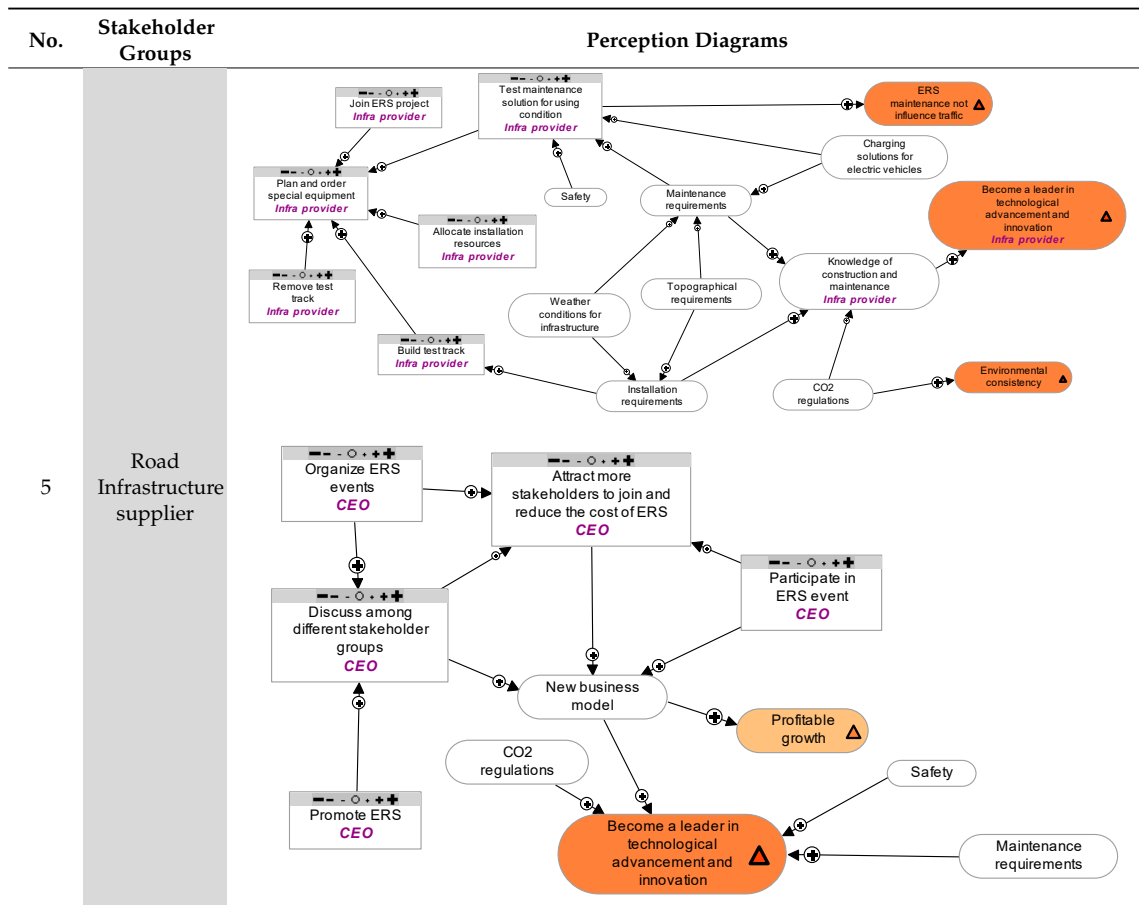 No.
Stakeholder
Groups
Perception Diagrams
5
Road
Infrastructure
supplier
Join ERS project
Infra provider
Test maintenance
solution for using
condition
Infra provider
ERS
maintenance not
influence traffic
Plan and order
special equipment
Infra provider
Safety
Charging
solutions for
electric vehicles
Maintenance
requirements
Become a leader in
technological
advancement and
innovation
Infra provider
Allocate installation
resources
Infra provider
Remove test
track
Infra provider
Weather
conditions for
infrastructure
Topographical
requirements
Knowledge of
construction and
maintenance
Infra provider
Build test track
Infra provider
Installation
requirements
CO2
regulations
Environmental
consistency
Organize ERS
events
CEO
Attract more
stakeholders to join and
reduce the cost of ERS
CEO
Participate in
ERS event
CEO
Discuss among
different stakeholder
groups
CEO
New business
model
Profitable
growth
CO2
regulations
Safety
Promote ERS
CEO
Become a leader in
technological
advancement and
innovation
Maintenance
requirements